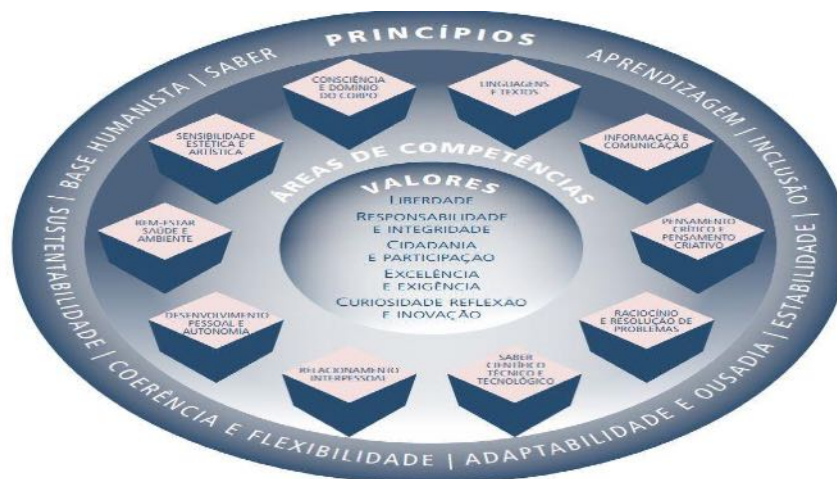 PRINCÍPIOS
BASE HUMANISTA | SABER
APRENDIZAGEM | INCLUSÃO |
ESTABILIDADE |
ADAPTABILIDADE E OUSADIA |
COERÊNCIA E FLEXIBILIDADE |
SUSTENTABILIDADE |
CONSCIÊNCIA
E DOMÍNIO
DO CORPO
LINGUAGENS
E TEXTOS
SENSIBILIDADE
ESTÉTICA E
ARTÍSTICA
INFORMAÇÃO E
COMUNICAÇÃO
ÁREAS DE COMPETÊNCIAS
VALORES
LIBERDADE
RESPONSABILIDADE
E INTEGRIDADE
CIDADANIA
E PARTICIPAÇÃO
EXCELÊNCIA
E EXIGÊNCIA
CURIOSIDADE REFLEXÃO
E INOVAÇÃO
BEM-ESTAR
SAÚDE E
AMBIENTE
PENSAMENTO
CRÍTICO E
PENSAMENTO
CRIATIVO
DESENVOLVIMENTO
PESSOAL E
AUTONOMIA
RACIOCÍNIO
E RESOLUÇÃO DE
PROBLEMAS
RELACIONAMENTO
INTERPESSOAL
SABER
CIENTÍFICO
TÉCNICO E
TECNOLÓGICO